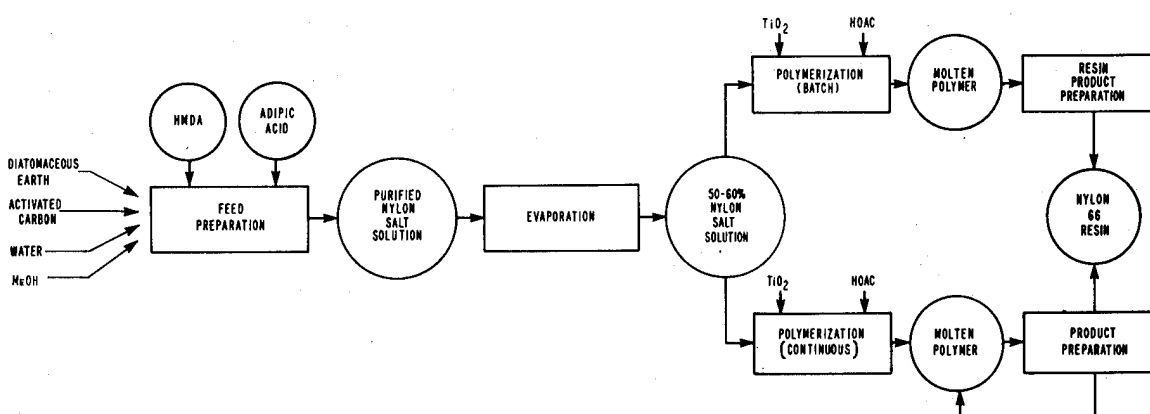 TiO2
HOAC
POLYMERIZATION
(BATCH)
MOLTEN
POLYMER
RESIN
PRODUCT
PREPARATION
HMDA
ADIPIC
ACID
DIATOMACEOUS
EARTH
ACTIVATED
CARBON
WATER
MeOH
FEED
PREPARATION
PURIFIED
NYLON
SALT
SOLUTION
EVAPORATION
50-60%
NYLON
SALT
SOLUTION
NYLON
66
RESIN
TiO2
HOAC
POLYMERIZATION
(CONTINUOUS)
MOLTEN
POLYMER
PRODUCT
PREPARATION